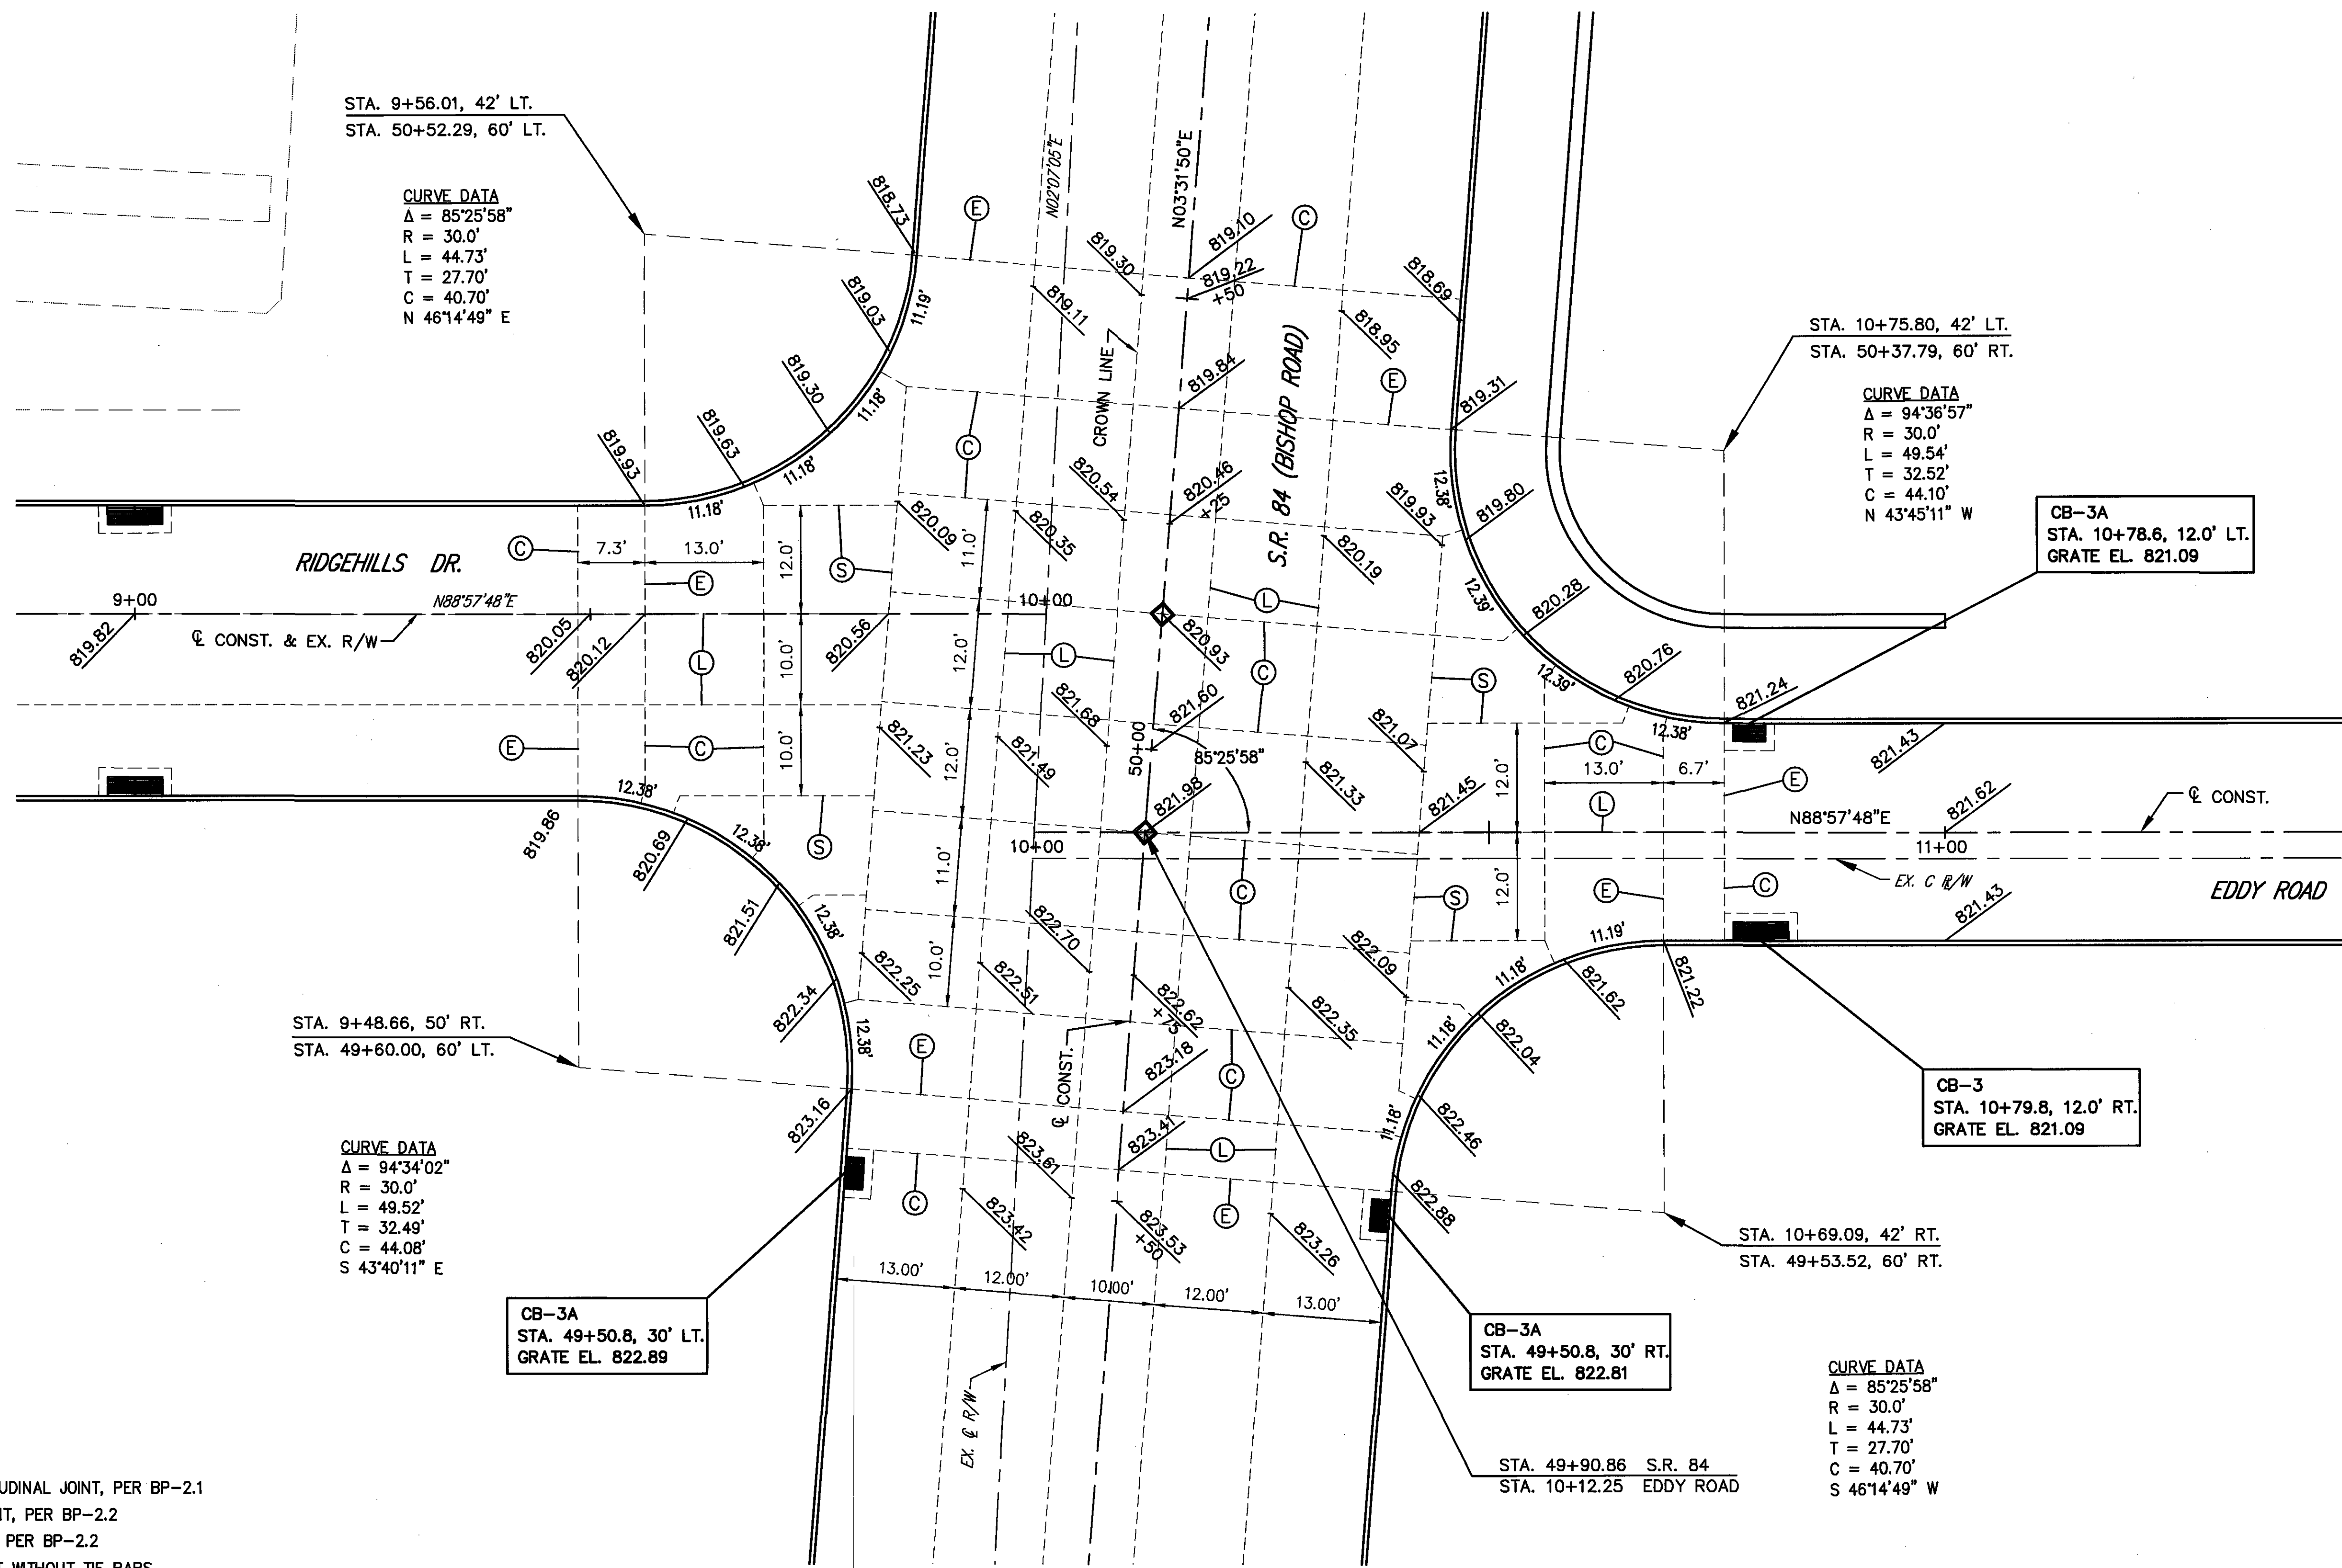 STA. 9+56.01, 42' LT.
STA. 50+52.29, 60' LT.
CURVE DATA
Δ = 85°25'58"
R = 30.0'
L = 44.73'
T = 27.70'
C = 40.70'
N 46°14'49" E
818.73
819.03
819.30
819.63
819.93
11.19'
11.18'
11.18'
11.18'
E
N02°07'05"E
N03°31'50"E
819.30
819.10
819.22
+50
819.11
C
818.69
818.95
CROWN LINE
819.84
S.R. 84 (BISHOP ROAD)
E
819.31
STA. 10+75.80, 42' LT.
STA. 50+37.79, 60' RT.
CURVE DATA
Δ = 94°36'57"
R = 30.0'
L = 49.54'
T = 32.52'
C = 44.10'
N 43°45'11" W
CB-3A
STA. 10+78.6, 12.0' LT.
GRATE EL. 821.09
C
820.54
820.46
+25
820.09
820.35
819.93
819.80
820.19
12.38'
12.39'
12.39'
12.38'
820.28
820.76
821.24
RIDGEHILLS DR.
C
7.3'
13.0'
12.0'
S
11.0'
E
9+00
N88°57'48"E
10+00
L
819.82
℄ CONST. & EX. R/W
820.05
820.12
L
10.0'
820.56
12.0'
L
820.93
C
S
821.68
821.60
821.07
E
C
10.0'
821.23
12.0'
821.49
50+00
85°25'58"
821.33
C
13.0'
6.7'
12.0'
E
821.43
821.98
821.45
L
N88°57'48"E
821.62
℄ CONST.
10+00
11+00
12.38'
819.86
820.69
12.38'
S
11.0'
C
S
12.0'
E
C
EX. C R/W
821.43
EDDY ROAD
821.51
12.38'
822.70
822.09
11.19'
822.25
10.0'
822.51
822.34
822.62
+75
822.35
11.18'
821.62
821.22
STA. 9+48.66, 50' RT.
STA. 49+60.00, 60' LT.
12.38'
E
℄ CONST.
823.18
C
11.18'
822.04
CB-3
STA. 10+79.8, 12.0' RT.
GRATE EL. 821.09
823.16
823.41
11.18'
822.46
CURVE DATA
Δ = 94°34'02"
R = 30.0'
L = 49.52'
T = 32.49'
C = 44.08'
S 43°40'11" E
823.61
L
C
823.42
823.53
+50
E
823.26
822.88
STA. 10+69.09, 42' RT.
STA. 49+53.52, 60' RT.
13.00'
12.00'
10.00'
12.00'
13.00'
CB-3A
STA. 49+50.8, 30' LT.
GRATE EL. 822.89
CB-3A
STA. 49+50.8, 30' RT.
GRATE EL. 822.81
CURVE DATA
Δ = 85°25'58"
R = 30.0'
L = 44.73'
T = 27.70'
C = 40.70'
S 46°14'49" W
EX. ℄ R/W
STA. 49+90.86 S.R. 84
STA. 10+12.25 EDDY ROAD
UDINAL JOINT, PER BP-2.1
NT, PER BP-2.2
PER BP-2.2
WITHOUT TIE BARS